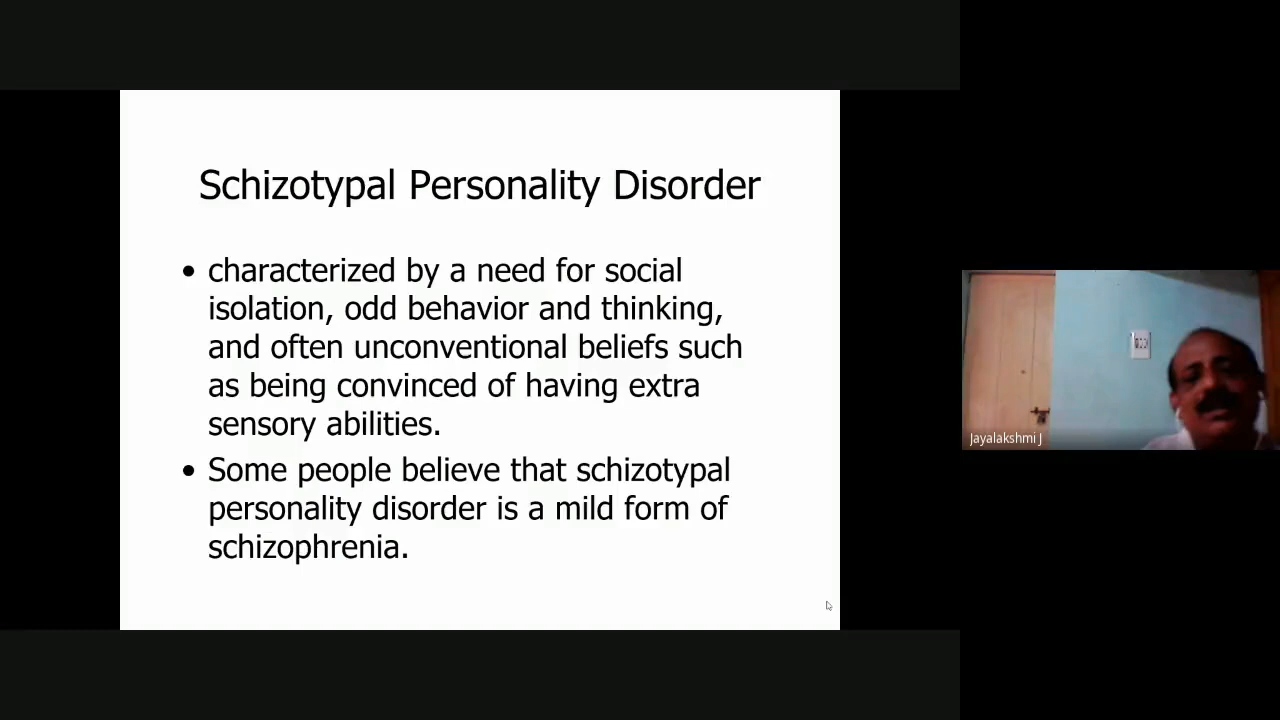 Schizotypal Personality Disorder
• characterized by a need for social
isolation, odd behavior and thinking,
and often unconventional beliefs such
as being convinced of having extra
sensory abilities.
• Some people believe that schizotypal
personality disorder is a mild form of
schizophrenia.
Jayalakshmi J